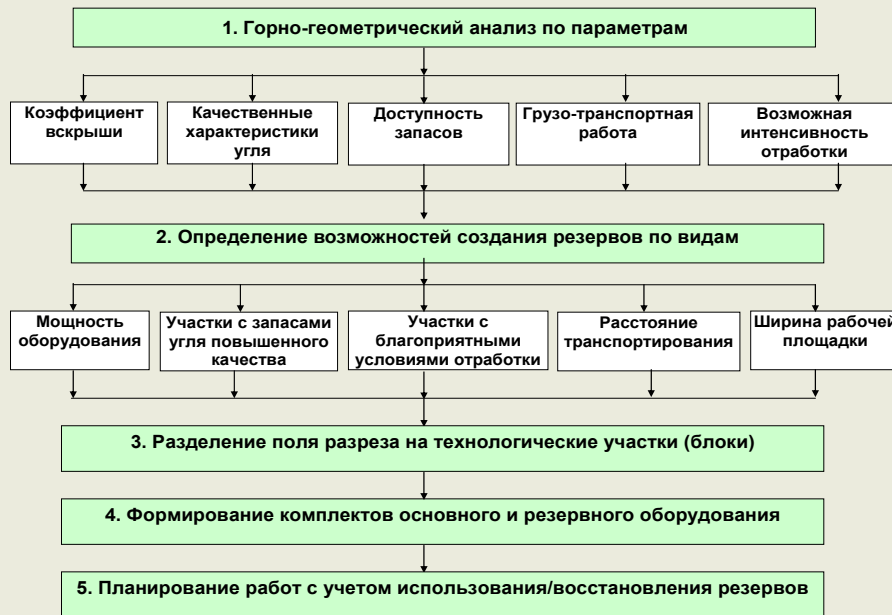 1. Горно-геометрический анализ по параметрам
Коэффициент
вскрыши
Качественные
характеристики
угля
Доступность
запасов
Грузо-транспортная
работа
Возможная
интенсивность
отработки
2. Определение возможностей создания резервов по видам
Мощность
оборудования
Участки с запасами
угля повышенного
качества
Участки с
благоприятными
условиями отработки
Расстояние
транспортирования
Ширина рабочей
площадки
3. Разделение поля разреза на технологические участки (блоки)
4. Формирование комплектов основного и резервного оборудования
5. Планирование работ с учетом использования/восстановления резервов